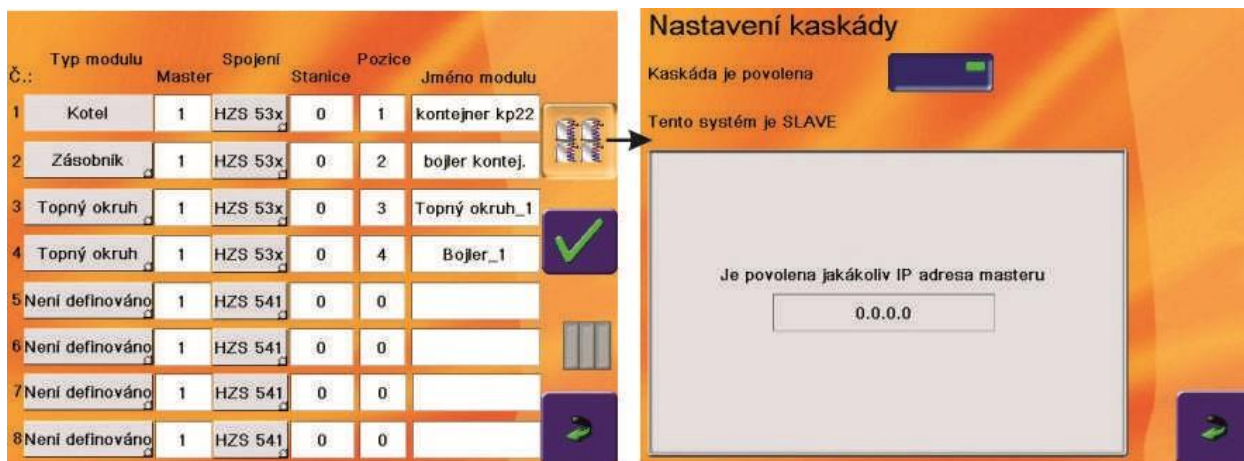 Č.: Typ modulu Master Spojení Stanice Pozice Jméno modulu
1 Kotel 1 HZS 53x 0 1 kontejner kp22
2 Zásobník 1 HZS 53x 0 2 bojler kontej.
3 Topný okruh 1 HZS 53x 0 3 Topný okruh_1
4 Topný okruh 1 HZS 53x 0 4 Bojler_1
5 Není definováno 1 HZS 541 0 0
6 Není definováno 1 HZS 541 0 0
7 Není definováno 1 HZS 541 0 0
8 Není definováno 1 HZS 541 0 0
Nastavení kaskády
Kaskáda je povolena
Tento systém je SLAVE
Je povolena jakákoliv IP adresa masteru
0.0.0.0